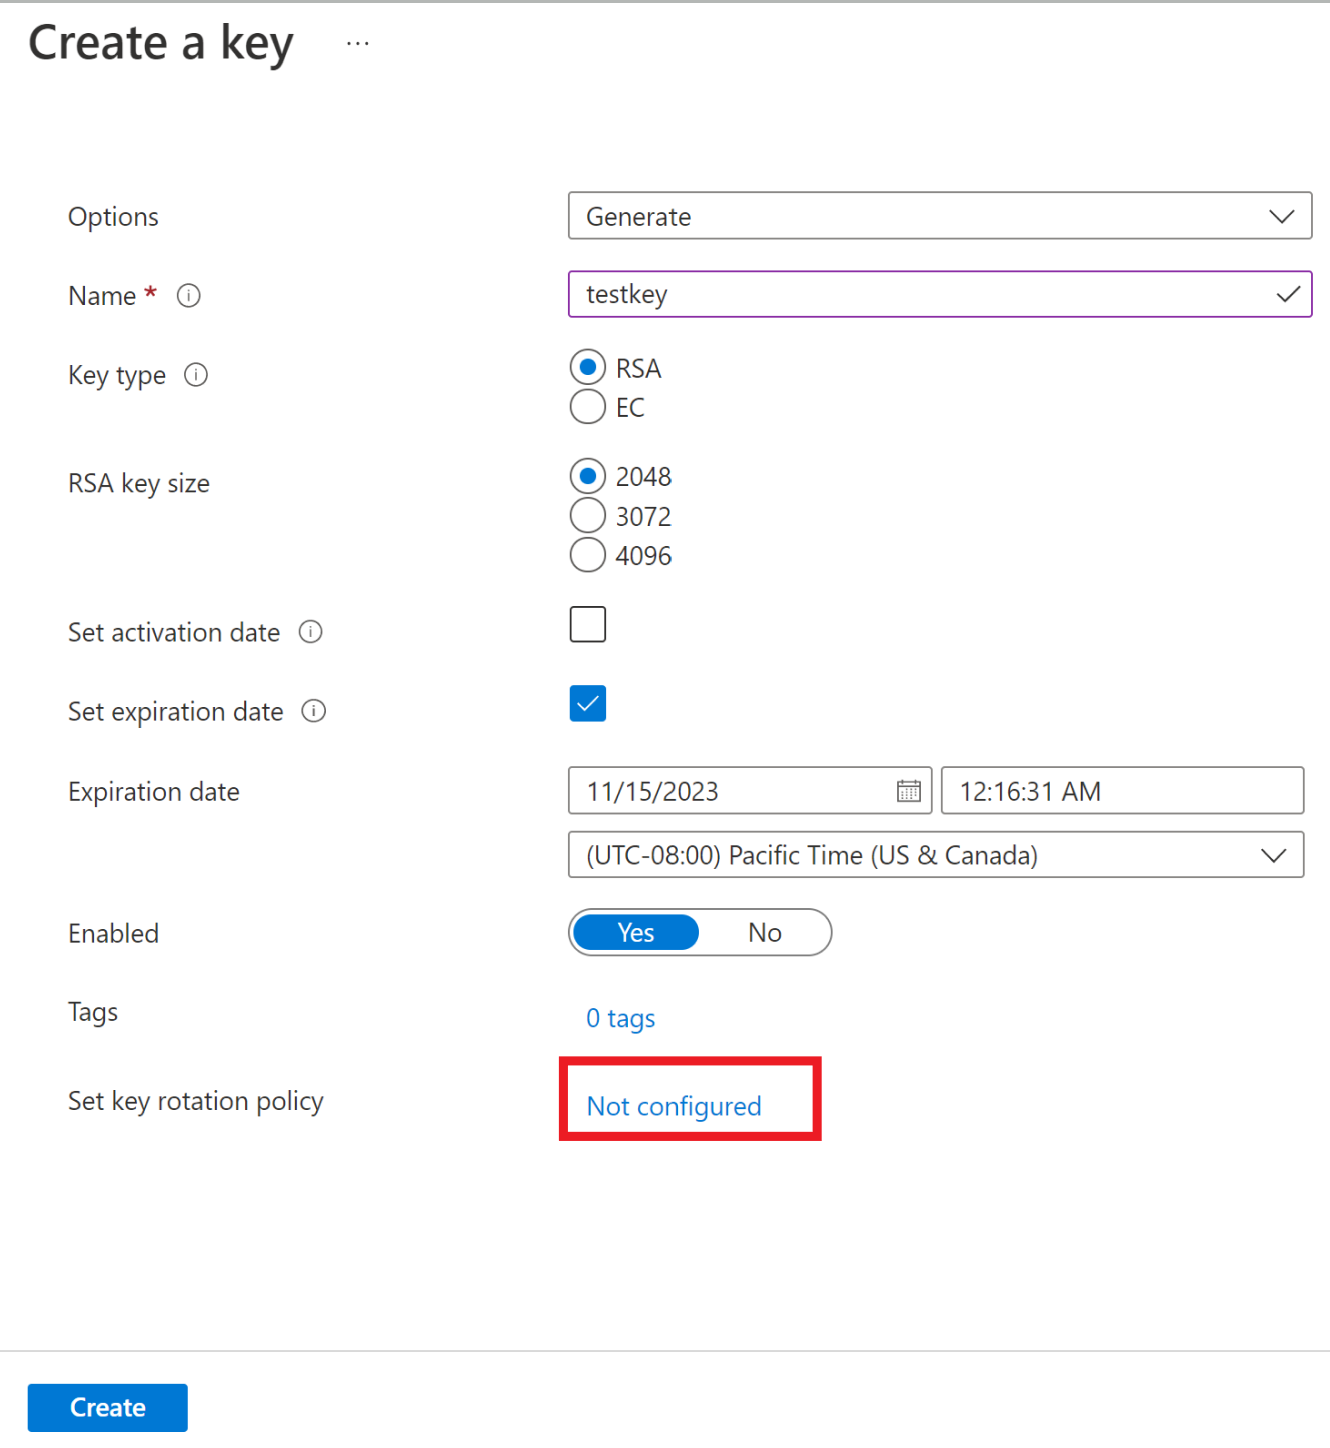 Create a key ...
Options Generate
Name * testkey
Key type RSA
EC
RSA key size 2048
3072
4096
Set activation date
Set expiration date
Expiration date 11/15/2023 12:16:31 AM
(UTC-08:00) Pacific Time (US & Canada)
Enabled Yes No
Tags 0 tags
Set key rotation policy Not configured
Create